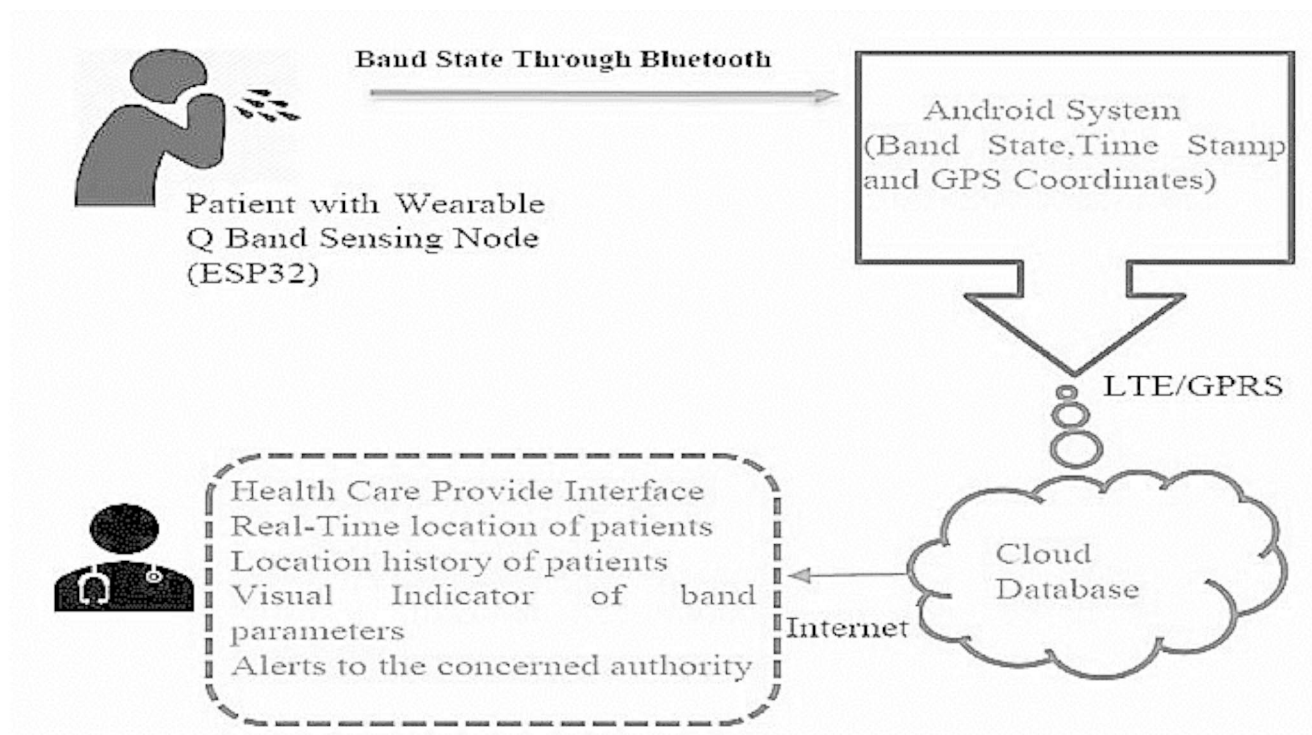 Band State Through Bluetooth
Android System
(Band State,Time Stamp
and GPS Coordinates)
Patient with Wearable
Q Band Sensing Node
(ESP32)
LTE/GPRS
Cloud
Database
Internet
Health Care Provide Interface
Real-Time location of patients
Location history of patients
Visual Indicator of band
parameters
Alerts to the concerned authority